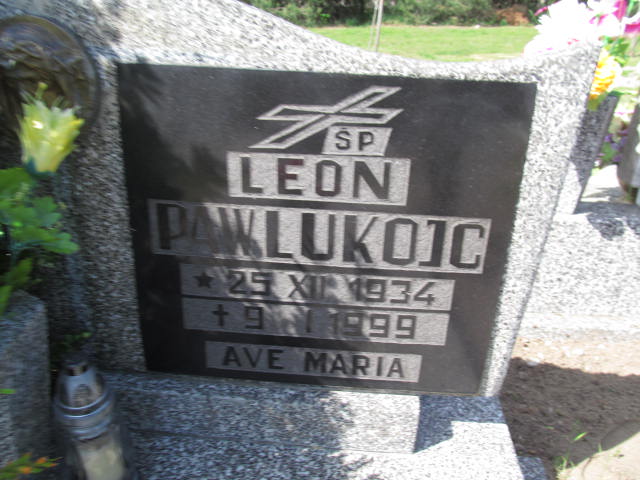 ŚP
LEON
PAWLUKOJC
★ 25 XII 1934
✝ 9 I 1999
AVE MARIA